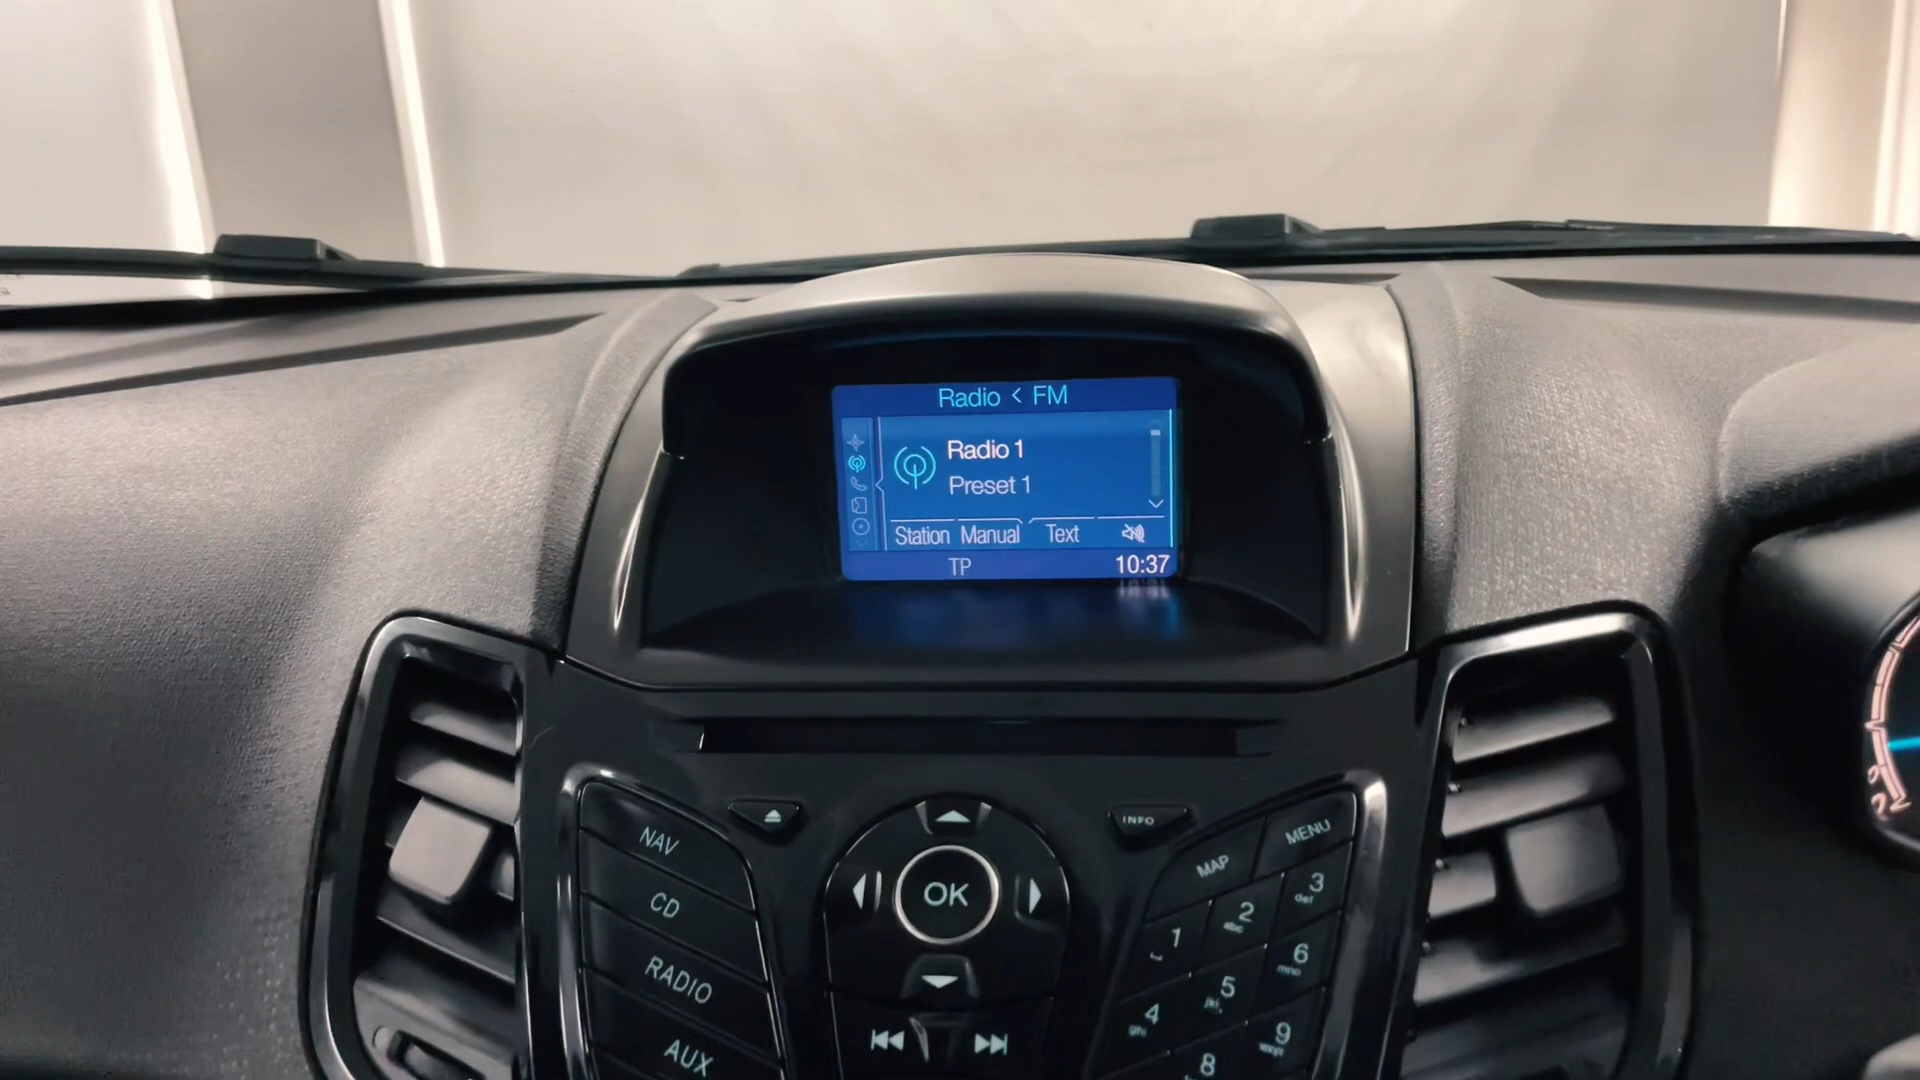 Radio < FM
Radio 1
Preset 1
Station Manual Text
TP 10:37
NAV
CD
RADIO
AUX
OK
INFO
MAP
MENU
1
2
abc
3
def
4
ghi
5
jkl
6
mno
8
9
wxyz